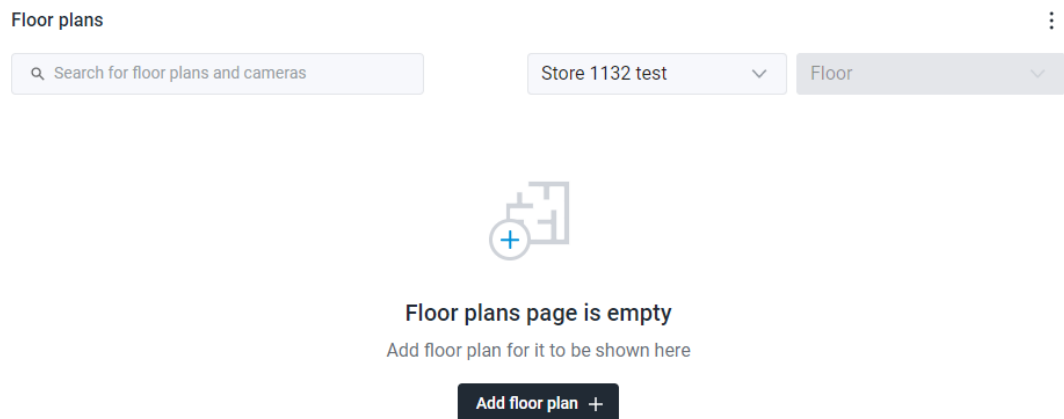 Floor plans
Search for floor plans and cameras
Store 1132 test
Floor
Floor plans page is empty
Add floor plan for it to be shown here
Add floor plan +